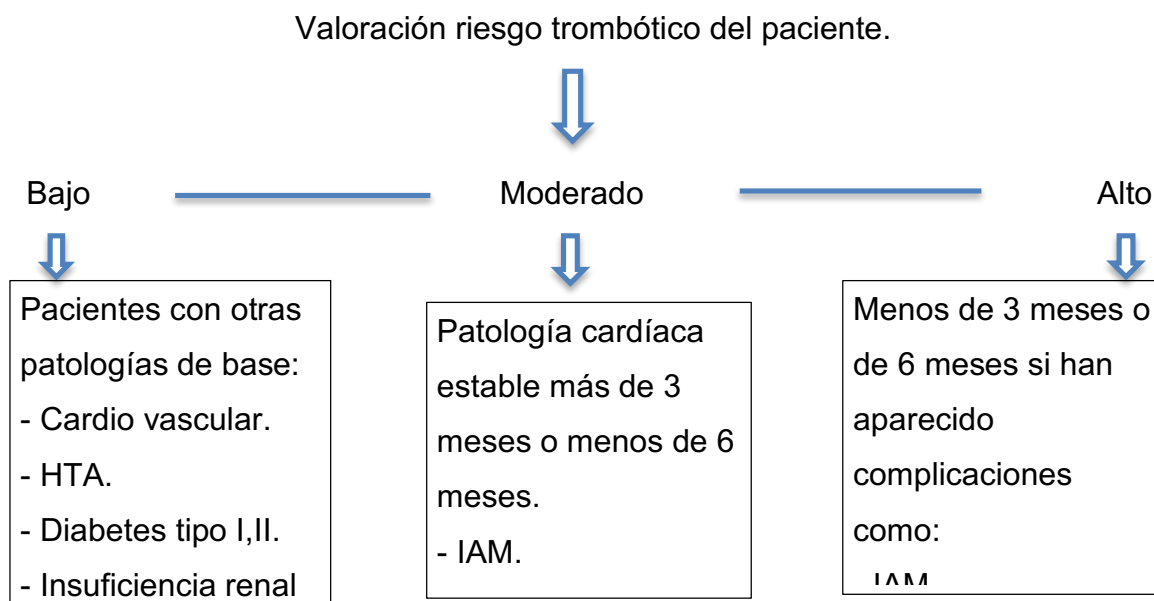 Valoración riesgo trombótico del paciente.
Bajo
Moderado
Alto
Pacientes con otras
patologías de base:
- Cardio vascular.
- HTA.
- Diabetes tipo I,II.
- Insuficiencia renal
Patología cardíaca
estable más de 3
meses o menos de 6
meses.
- IAM.
Menos de 3 meses o
de 6 meses si han
aparecido
complicaciones
como:
- IAM